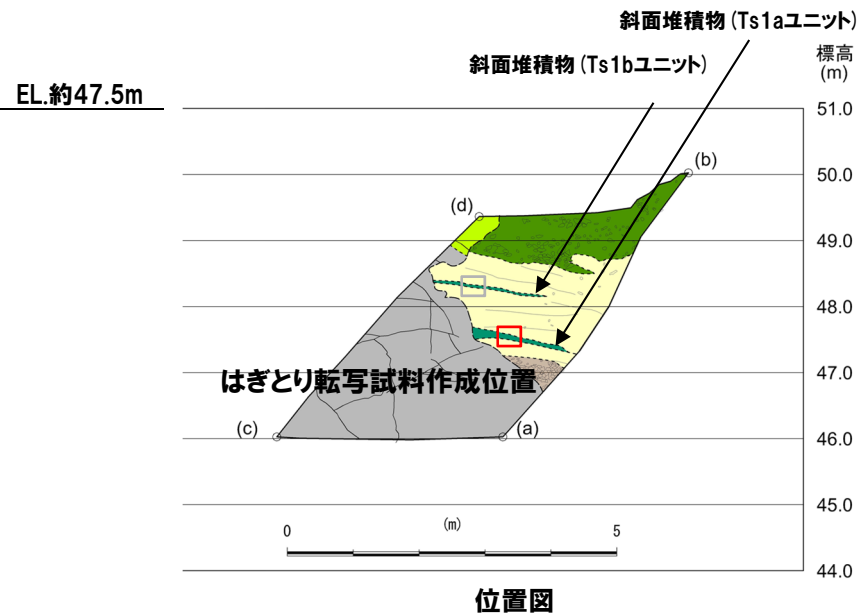 斜面堆積物(Ts1aユニット)
斜面堆積物(Ts1bユニット)
標高
(m)
EL.約47.5m
51.0
(b)
50.0
(d)
49.0
48.0
47.0
はぎとり転写試料作成位置
(c)
(a)
46.0
45.0
0
(m)
5
44.0
位置図